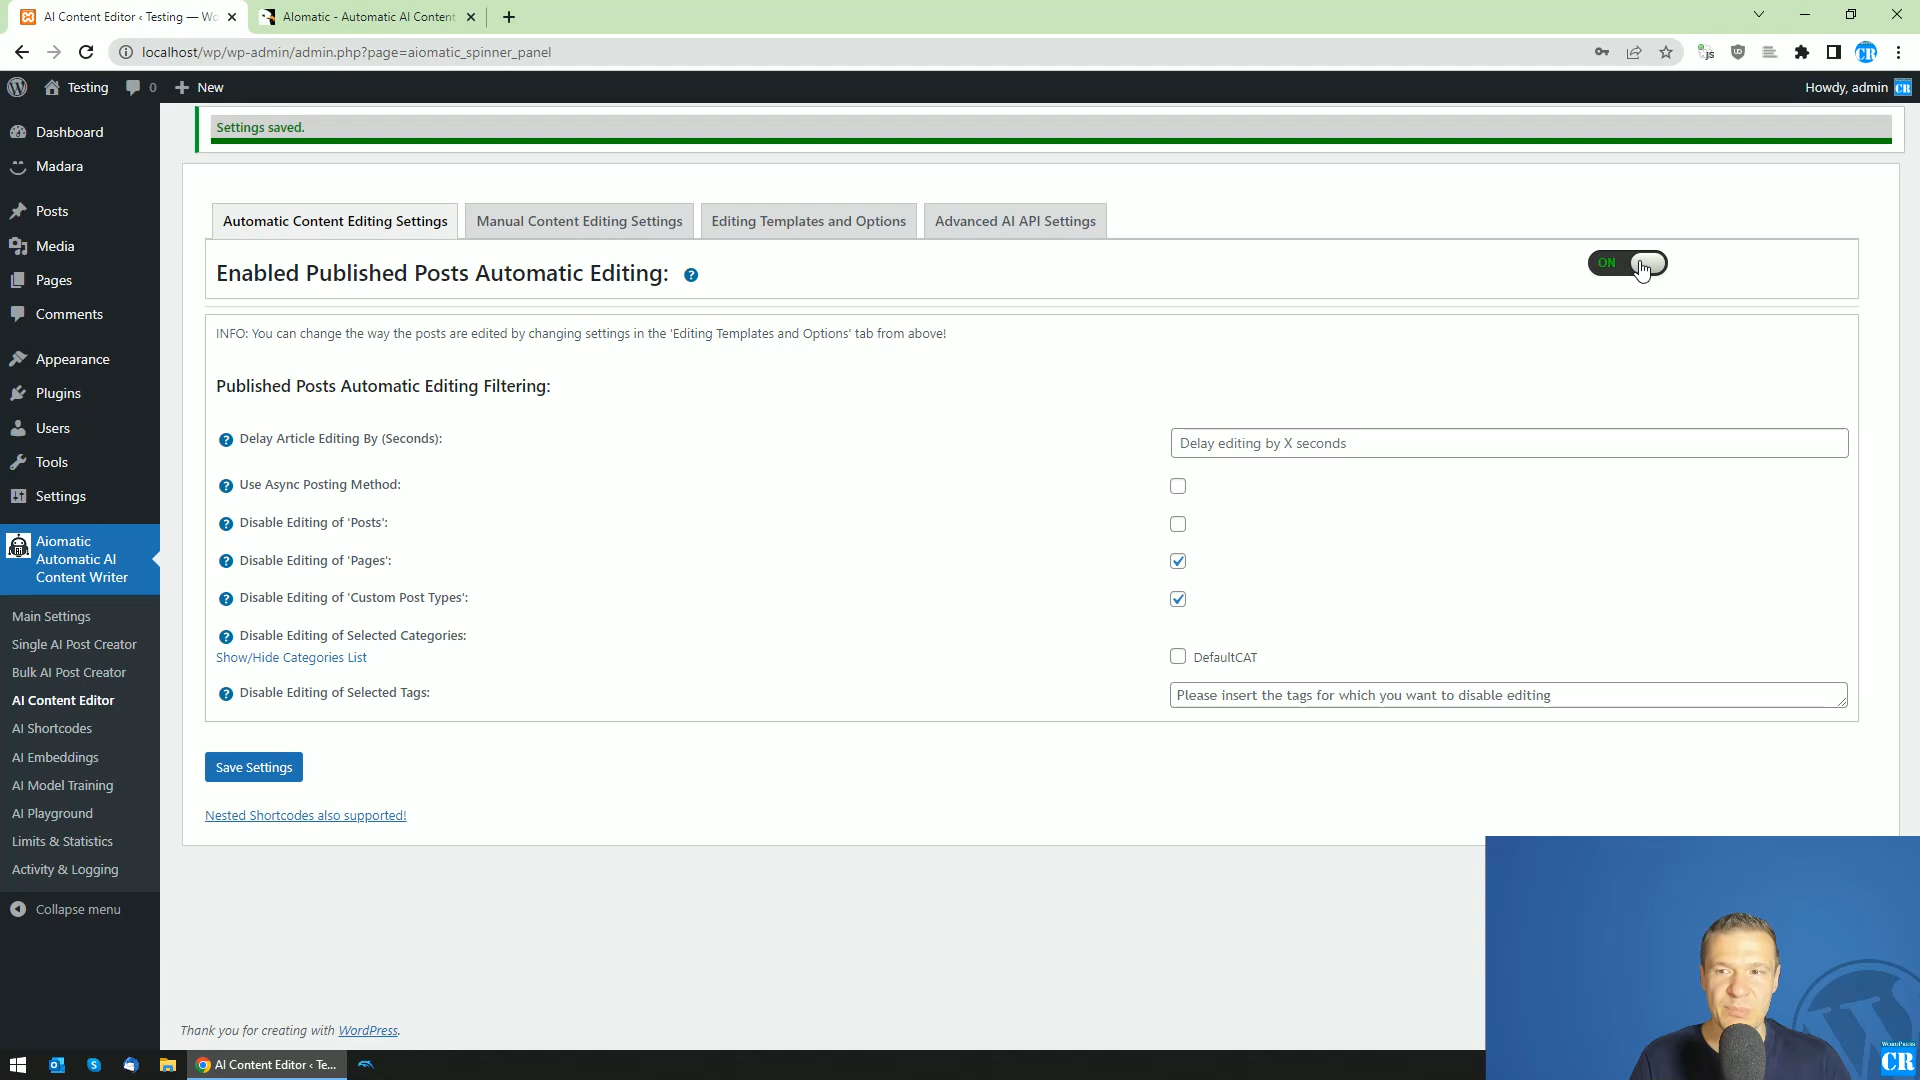 AI Content Editor ‹ Testing — Wo
AIomatic - Automatic AI Content
localhost/wp/wp-admin/admin.php?page=aiomatic_spinner_panel
Testing
0
New
Howdy, admin
Dashboard
Madara
Posts
Media
Pages
Comments
Appearance
Plugins
Users
Tools
Settings
Aiomatic
Automatic AI
Content Writer
Main Settings
Single AI Post Creator
Bulk AI Post Creator
AI Content Editor
AI Shortcodes
AI Embeddings
AI Model Training
AI Playground
Limits & Statistics
Activity & Logging
Collapse menu
Settings saved.
Automatic Content Editing Settings
Manual Content Editing Settings
Editing Templates and Options
Advanced AI API Settings
Enabled Published Posts Automatic Editing:
ON
INFO: You can change the way the posts are edited by changing settings in the 'Editing Templates and Options' tab from above!
Published Posts Automatic Editing Filtering:
Delay Article Editing By (Seconds):
Delay editing by X seconds
Use Async Posting Method:
Disable Editing of 'Posts':
Disable Editing of 'Pages':
Disable Editing of 'Custom Post Types':
Disable Editing of Selected Categories:
Show/Hide Categories List
DefaultCAT
Disable Editing of Selected Tags:
Please insert the tags for which you want to disable editing
Save Settings
Nested Shortcodes also supported!
Thank you for creating with WordPress.
AI Content Editor ‹ Te...
WORDPRESS
CR